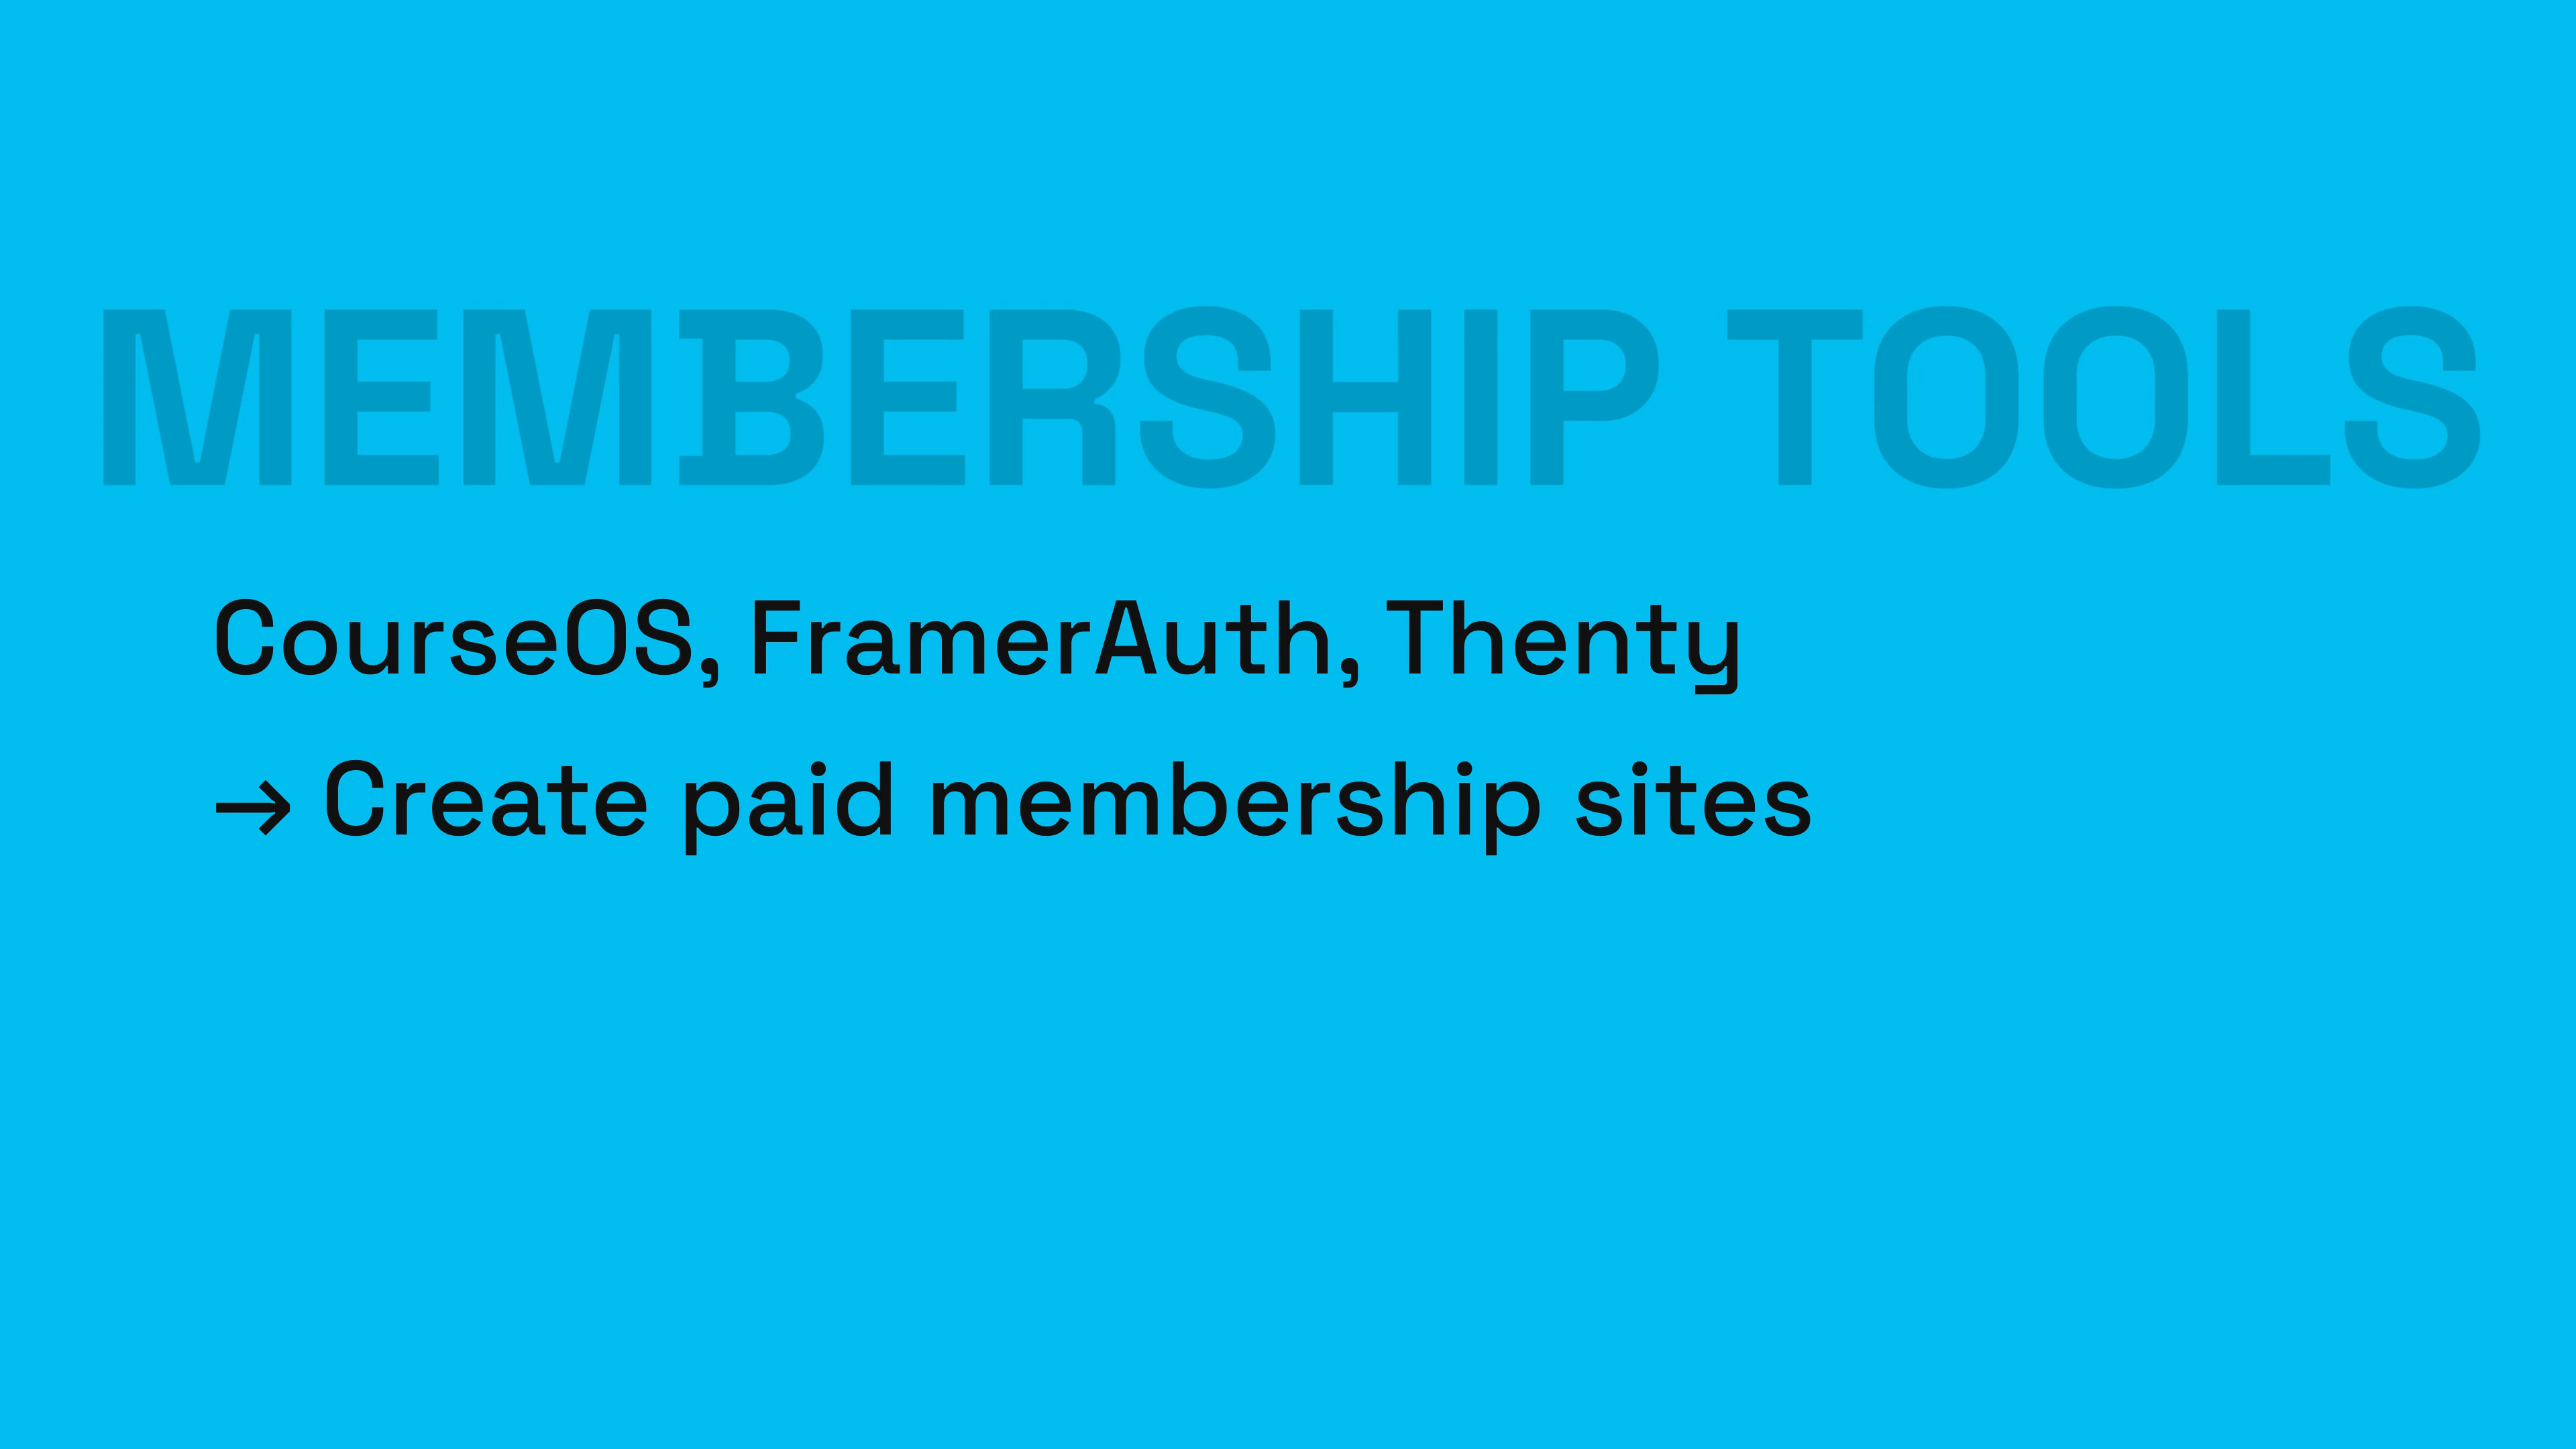 MEMBERSHIP TOOLS
CourseOS, FramerAuth, Thenty
→ Create paid membership sites